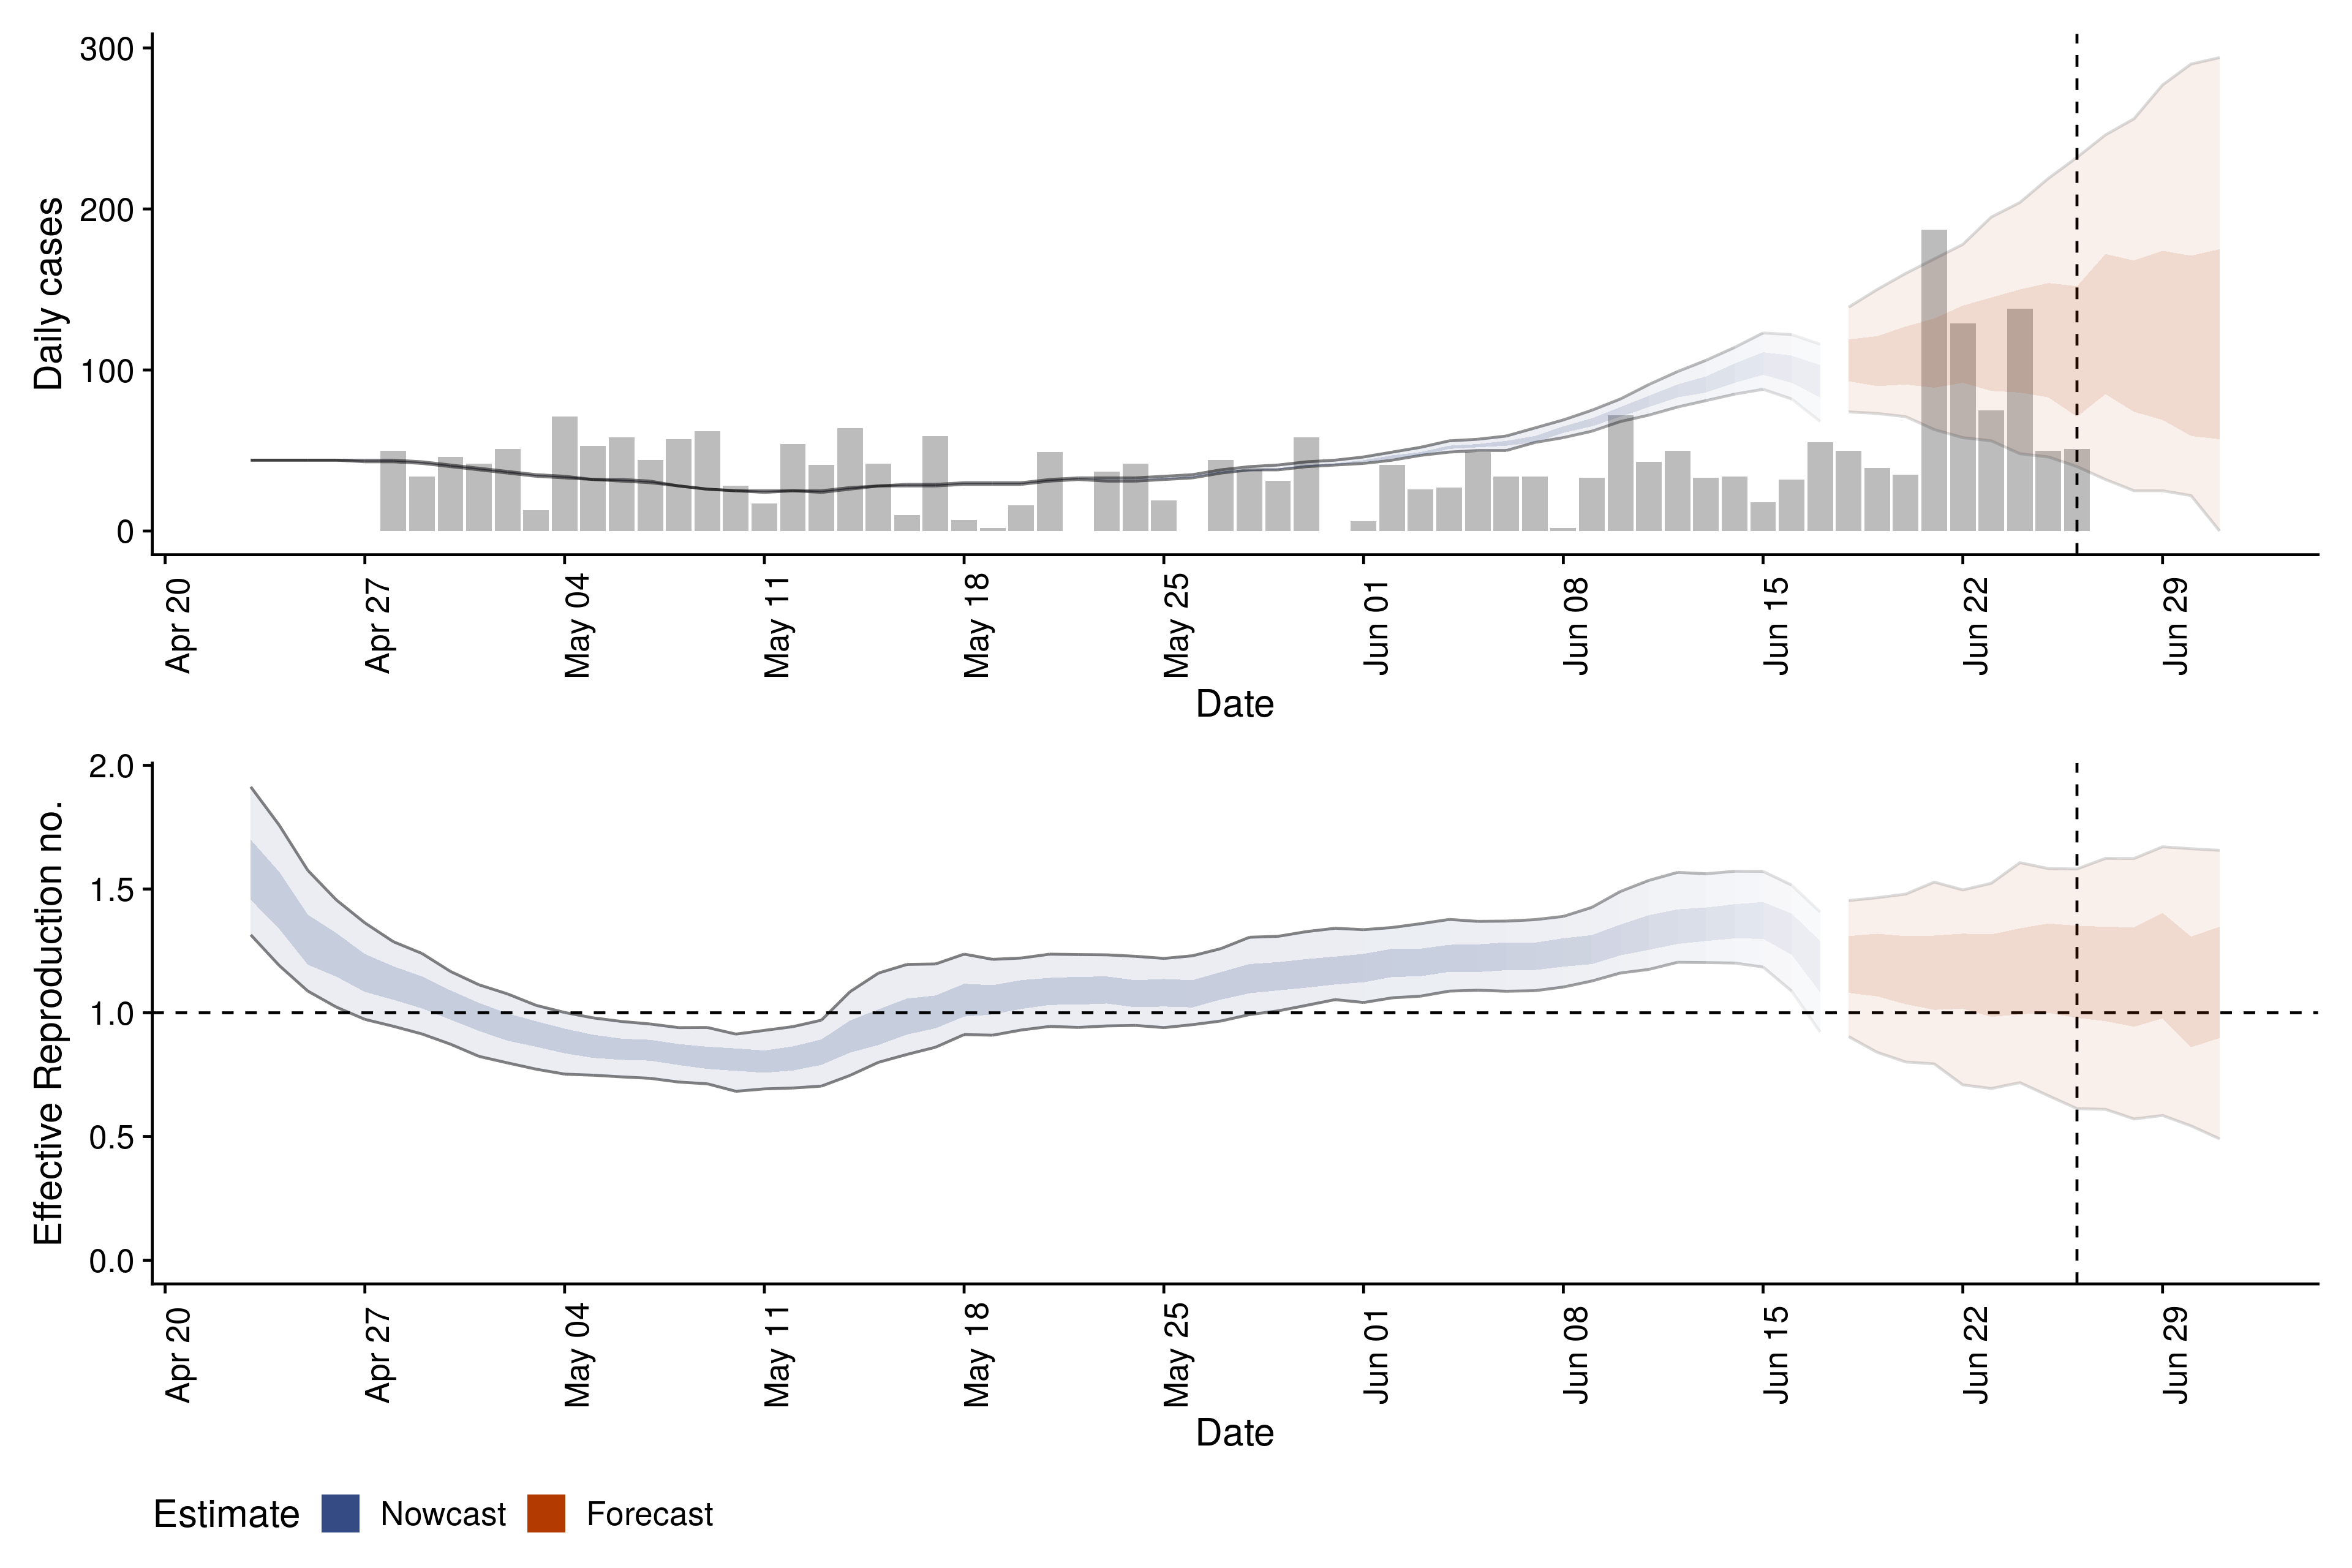 Daily cases
300
200
100
0
Apr 20
Apr 27
May 04
May 11
May 18
May 25
Jun 01
Jun 08
Jun 15
Jun 22
Jun 29
Date
Effective Reproduction no.
2.0
1.5
1.0
0.5
0.0
Apr 20
Apr 27
May 04
May 11
May 18
May 25
Jun 01
Jun 08
Jun 15
Jun 22
Jun 29
Date
Estimate Nowcast Forecast